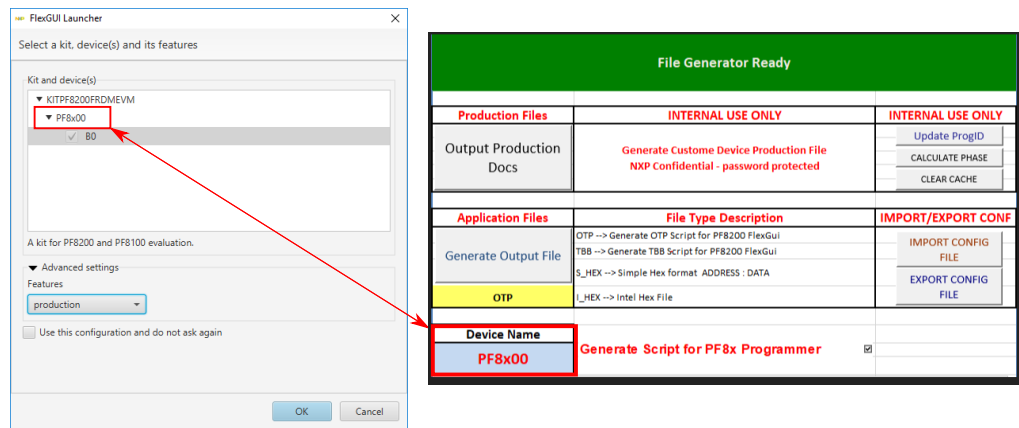 FlexGUI Launcher
Select a kit, device(s) and its features
Kit and device(s)
KITPF8200FRDMEVM
PF8x00
B0
A kit for PF8200 and PF8100 evaluation.
Advanced settings
Features
production
Use this configuration and do not ask again
OK
Cancel
File Generator Ready
Production Files
INTERNAL USE ONLY
INTERNAL USE ONLY
Output Production
Docs
Generate Custome Device Production File
NXP Confidential - password protected
Update ProgID
CALCULATE PHASE
CLEAR CACHE
Application Files
File Type Description
IMPORT/EXPORT CONF
Generate Output File
OTP --> Generate OTP Script for PF8200 FlexGui
TBB --> Generate TBB Script for PF8200 FlexGui
S_HEX --> Simple Hex format  ADDRESS : DATA
I_HEX --> Intel Hex File
IMPORT CONFIG
FILE
EXPORT CONFIG
FILE
OTP
Device Name
PF8x00
Generate Script for PF8x Programmer